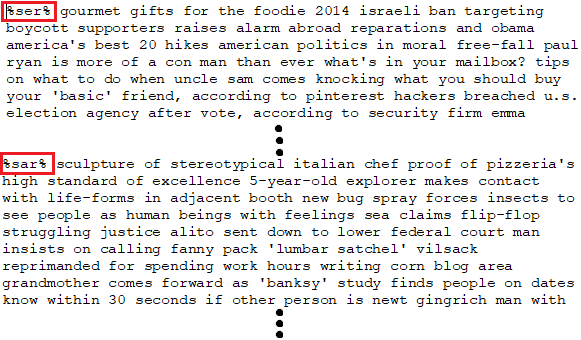 %ser% gourmet gifts for the foodie 2014 israeli ban targeting
boycott supporters raises alarm abroad reparations and obama
america's best 20 hikes american politics in moral free-fall paul
ryan is more of a con man than ever what's in your mailbox? tips
on what to do when uncle sam comes knocking what you should buy
your 'basic' friend, according to pinterest hackers breached u.s.
election agency after vote, according to security firm emma
%sar% sculpture of stereotypical italian chef proof of pizzeria's
high standard of excellence 5-year-old explorer makes contact
with life-forms in adjacent booth new bug spray forces insects to
see people as human beings with feelings sea claims flip-flop
struggling justice alito sent down to lower federal court man
insists on calling fanny pack 'lumbar satchel' vilsack
reprimanded for spending work hours writing corn blog area
grandmother comes forward as 'banksy' study finds people on dates
know within 30 seconds if other person is newt gingrich man with